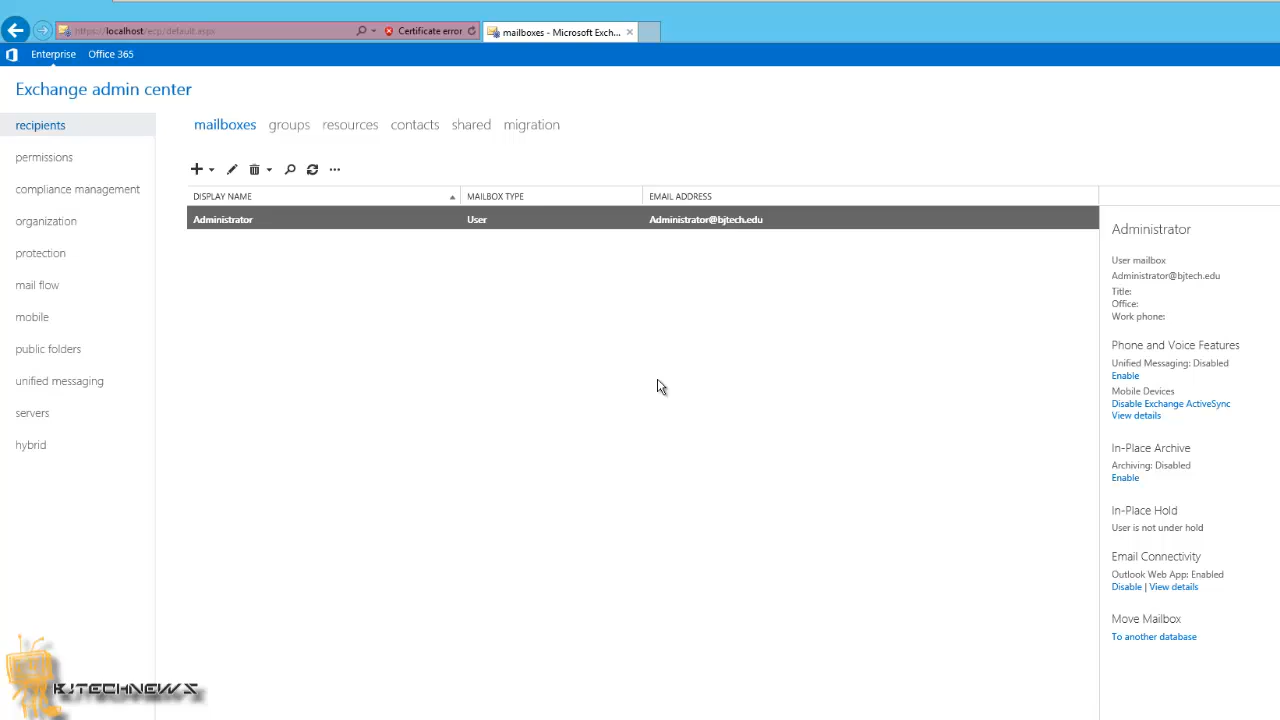 https://localhost/ecp/default.aspx
Certificate error
mailboxes - Microsoft Exch...
Enterprise Office 365
Exchange admin center
recipients
permissions
compliance management
organization
protection
mail flow
mobile
public folders
unified messaging
servers
hybrid
mailboxes groups resources contacts shared migration
DISPLAY NAME MAILBOX TYPE EMAIL ADDRESS
Administrator User Administrator@bjtech.edu
Administrator
User mailbox
Administrator@bjtech.edu
Title:
Office:
Work phone:
Phone and Voice Features
Unified Messaging: Disabled
Enable
Mobile Devices
Disable Exchange ActiveSync
View details
In-Place Archive
Archiving: Disabled
Enable
In-Place Hold
User is not under hold
Email Connectivity
Outlook Web App: Enabled
Disable | View details
Move Mailbox
To another database
BJTECHNEWS